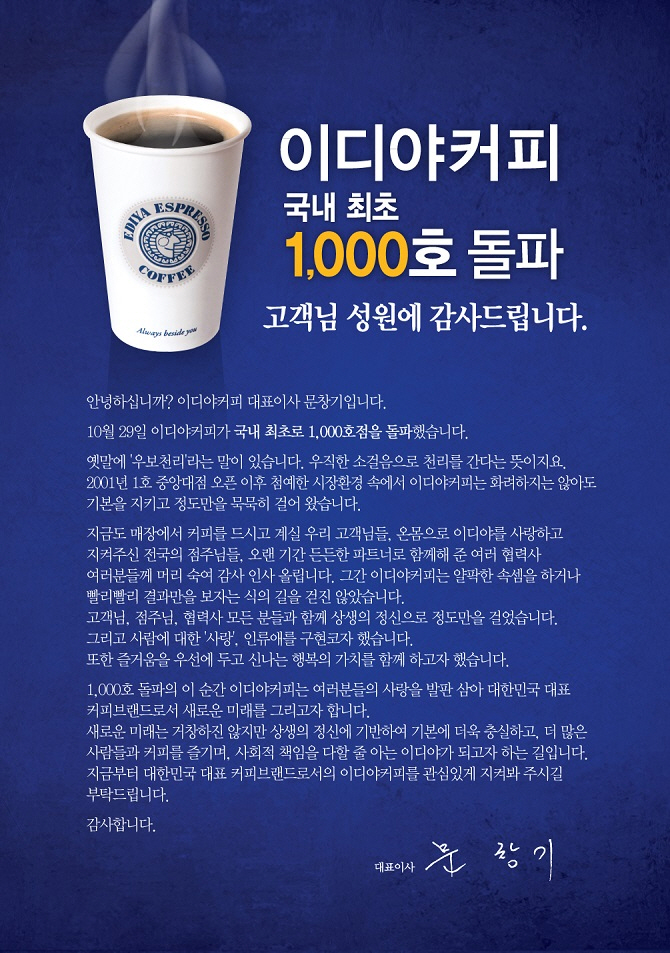 이디야커피
국내 최초
1,000호 돌파
고객님 성원에 감사드립니다.
EDIYA ESPRESSO
COFFEE
Always beside you
안녕하십니까? 이디야커피 대표이사 문창기입니다.
10월 29일 이디야커피가 국내 최초로 1,000호점을 돌파했습니다.
옛말에 '우보천리'라는 말이 있습니다. 우직한 소걸음으로 천리를 간다는 뜻이지요.
2001년 1호 중앙대점 오픈 이후 첨예한 시장환경 속에서 이디야커피는 화려하지는 않아도
기본을 지키고 정도만을 묵묵히 걸어 왔습니다.
지금도 매장에서 커피를 드시고 계실 우리 고객님들, 온몸으로 이디야를 사랑하고
지켜주신 전국의 점주님들, 오랜 기간 든든한 파트너로 함께해 준 여러 협력사
여러분들께 머리 숙여 감사 인사 올립니다. 그간 이디야커피는 얄팍한 속셈을 하거나
빨리빨리 결과만을 보자는 식의 길을 걷진 않았습니다.
고객님, 점주님, 협력사 모든 분들과 함께 상생의 정신으로 정도만을 걸었습니다.
그리고 사람에 대한 '사랑', 인류애를 구현코자 했습니다.
또한 즐거움을 우선에 두고 신나는 행복의 가치를 함께 하고자 했습니다.
1,000호 돌파의 이 순간 이디야커피는 여러분들의 사랑을 발판 삼아 대한민국 대표
커피브랜드로서 새로운 미래를 그리고자 합니다.
새로운 미래는 거창하진 않지만 상생의 정신에 기반하여 기본에 더욱 충실하고, 더 많은
사람들과 커피를 즐기며, 사회적 책임을 다할 줄 아는 이디야가 되고자 하는 길입니다.
지금부터 대한민국 대표 커피브랜드로서의 이디야커피를 관심있게 지켜봐 주시길
부탁드립니다.
감사합니다.
대표이사 문창기